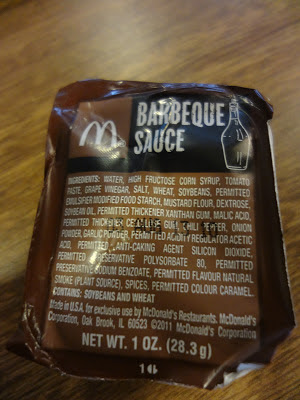 BARBEQUE
SAUCE
INGREDIENTS: WATER, HIGH FRUCTOSE CORN SYRUP, TOMATO
PASTE, GRAPE VINEGAR, SALT, WHEAT, SOYBEANS, PERMITTED
EMULSIFIER MODIFIED FOOD STARCH, MUSTARD FLOUR, DEXTROSE,
SOYBEAN OIL, PERMITTED THICKENER XANTHAN GUM, MALIC ACID,
PERMITTED THICKENER GUM, CHILI PEPPER, ONION
POWDER, GARLIC POWDER, PERMITTED ACIDITY REGULATOR ACETIC
ACID, PERMITTED ANTI-CAKING AGENT SILICON DIOXIDE,
PERMITTED PRESERVATIVE POLYSORBATE 80, PERMITTED
PRESERVATIVE SODIUM BENZOATE, PERMITTED FLAVOUR NATURAL
SMOKE (PLANT SOURCE), SPICES, PERMITTED COLOUR CARAMEL.
CONTAINS: SOYBEANS AND WHEAT
Made in U.S.A. for exclusive use by McDonald's Restaurants. McDonald's
Corporation, Oak Brook, IL 60523 ©2011 McDonald's Corporation
NET WT. 1 OZ. (28.3 g)